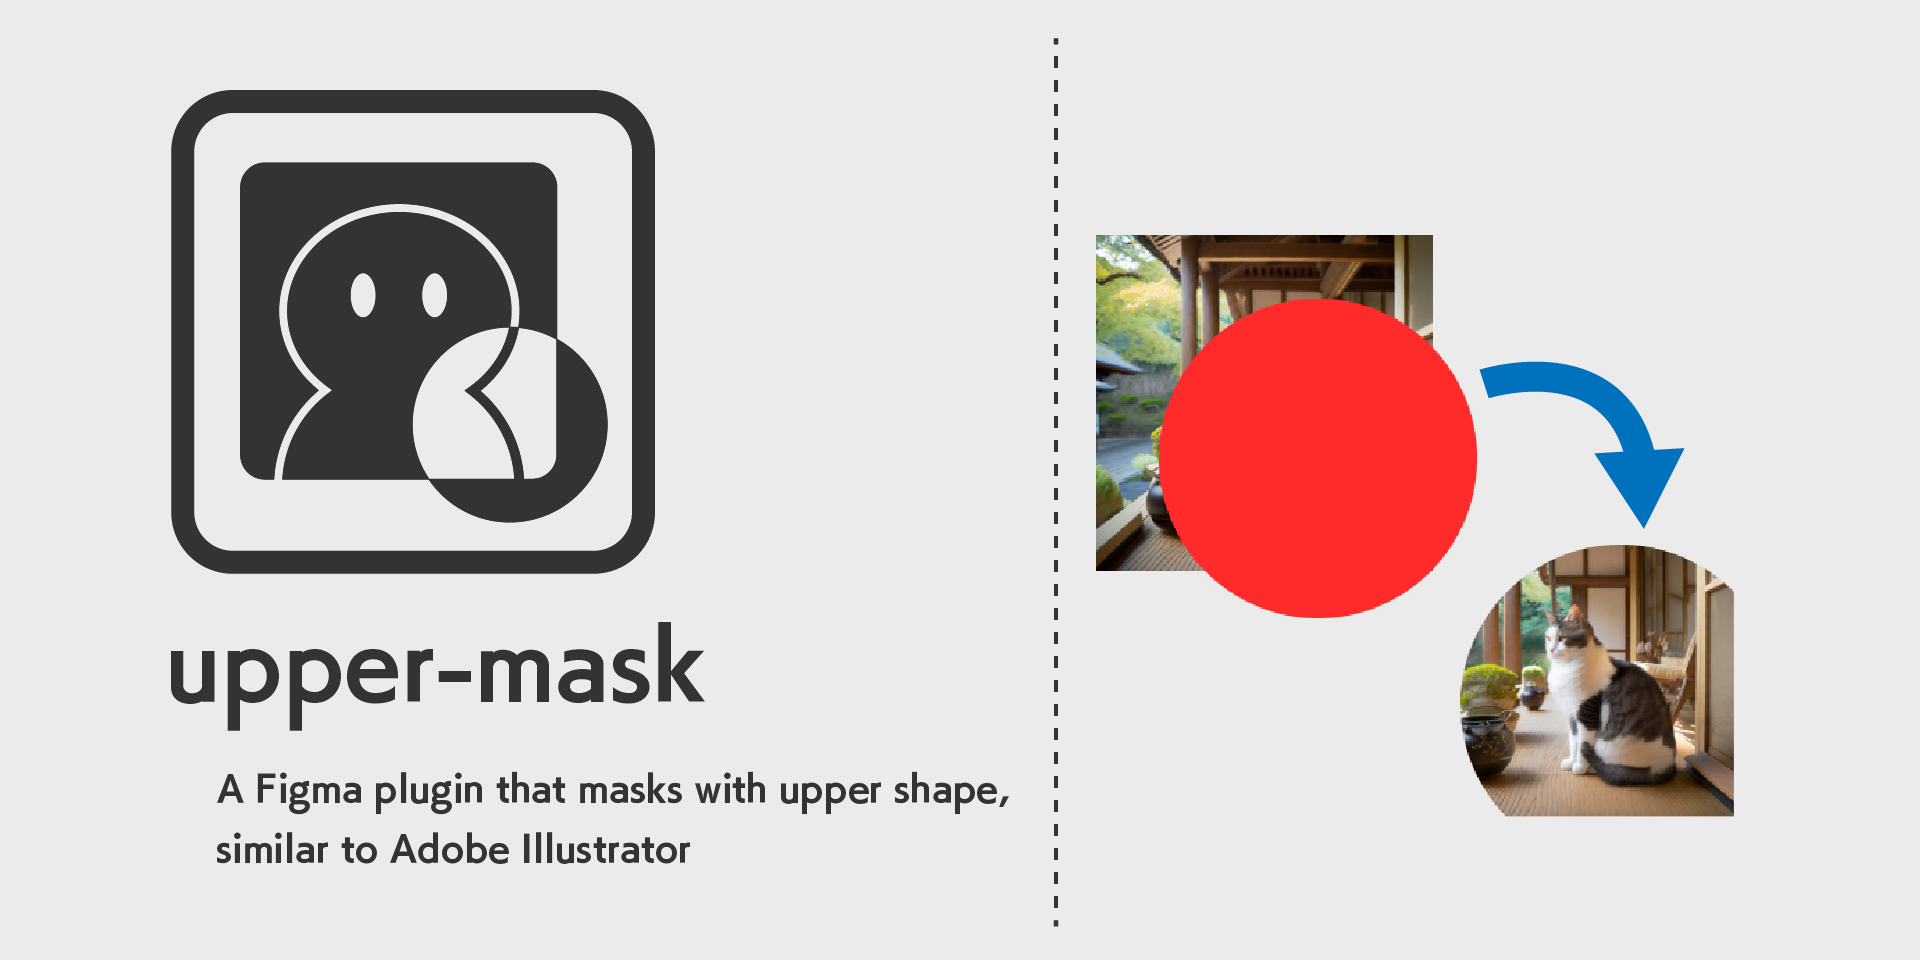 upper-mask
A Figma plugin that masks with upper shape,
similar to Adobe Illustrator